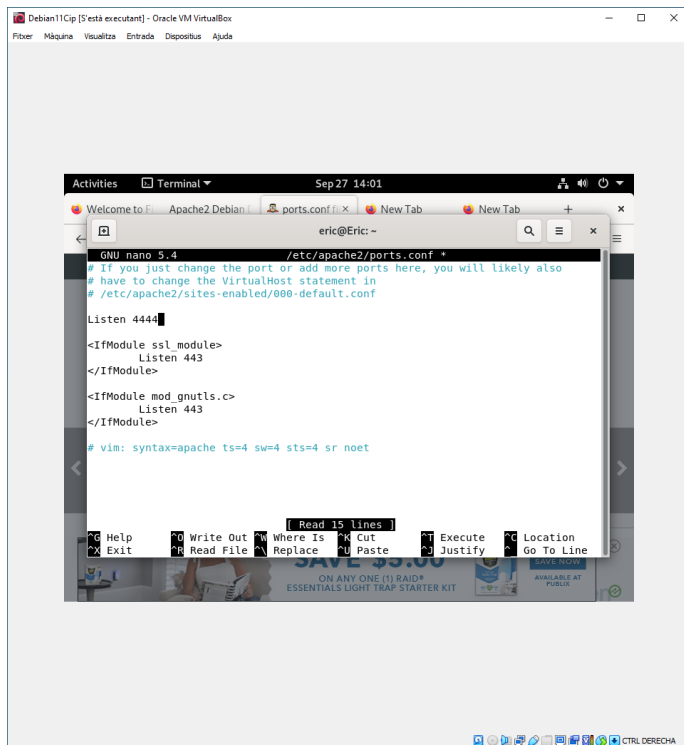 Debian11Cip [S'està executant] - Oracle VM VirtualBox
Fitxer Màquina Visualitza Entrada Dispositius Ajuda
Activities Terminal Sep 27 14:01
Welcome to Fi Apache2 Debian ports.conf fi × New Tab New Tab + ×
eric@Eric: ~
GNU nano 5.4 /etc/apache2/ports.conf *
# If you just change the port or add more ports here, you will likely also
# have to change the VirtualHost statement in
# /etc/apache2/sites-enabled/000-default.conf
Listen 4444
<IfModule ssl_module>
Listen 443
</IfModule>
<IfModule mod_gnutls.c>
Listen 443
</IfModule>
# vim: syntax=apache ts=4 sw=4 sts=4 sr noet
[ Read 15 lines ]
^G Help ^O Write Out ^W Where Is ^K Cut ^T Execute ^C Location
^X Exit ^R Read File ^\ Replace ^U Paste ^J Justify ^_ Go To Line
SAVE $5.00
SAVE NOW
ON ANY ONE (1) RAID®
ESSENTIALS LIGHT TRAP STARTER KIT
AVAILABLE AT
PUBLIX
CTRL DERECHA